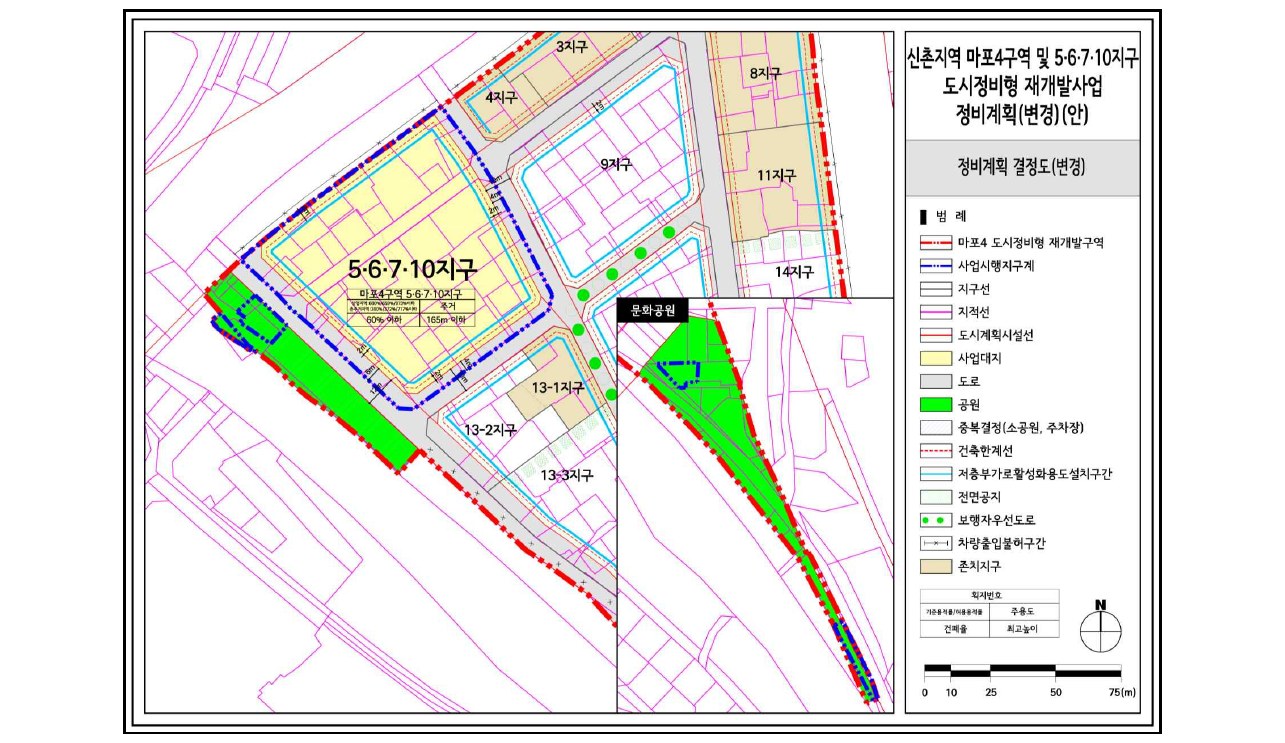 신촌지역 마포4구역 및 5·6·7·10지구
도시정비형 재개발사업
정비계획(변경)(안)
정비계획 결정도(변경)
범 례
마포4 도시정비형 재개발구역
사업시행지구계
지구선
지적선
도시계획시설선
사업대지
도로
공원
중복결정(소공원, 주차장)
건축한계선
저층부가로활성화용도설치구간
전면공지
보행자우선도로
차량출입불허구간
존치지구
획지번호
기준용적률/허용용적률 주용도
건폐율 최고높이
N
0 10 25 50 75(m)
3지구
4지구
8지구
9지구
11지구
14지구
2m
4m
2m
5·6·7·10지구
마포4구역 5·6·7·10지구
주거
60% 이하 165m 이하
문화공원
13-1지구
13-2지구
13-3지구